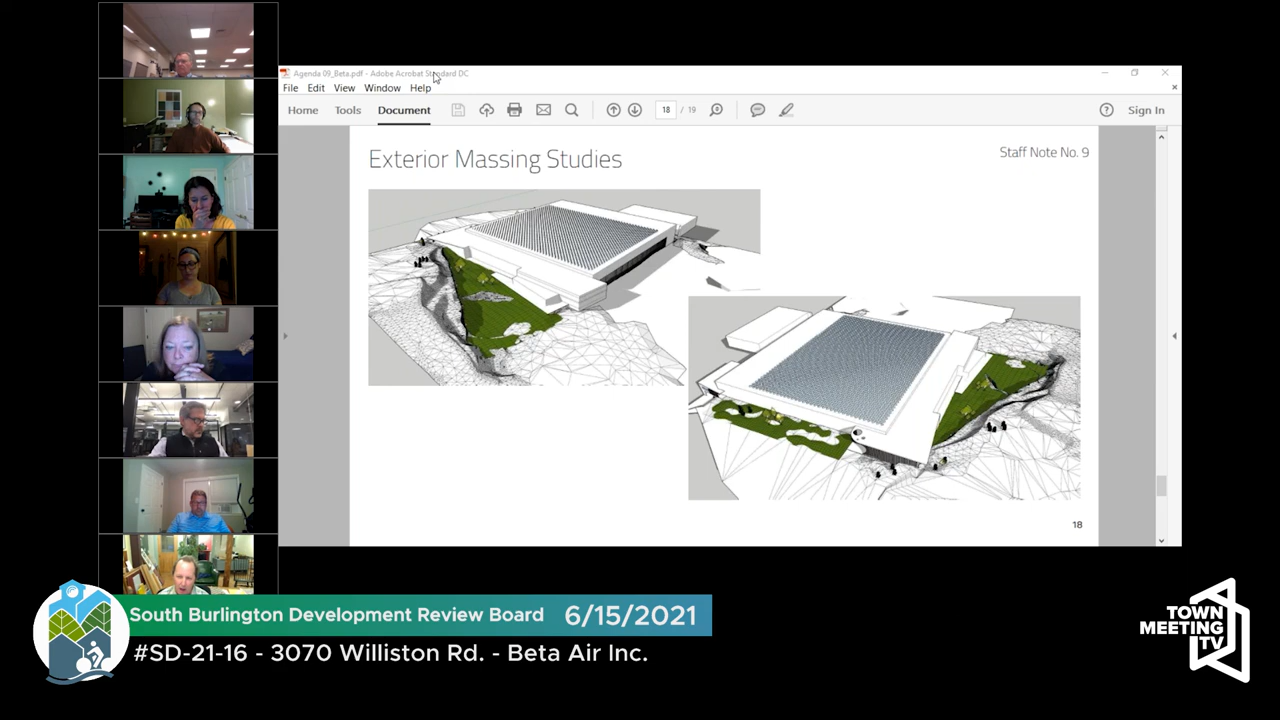 Agenda 09_Beta.pdf - Adobe Acrobat Standard DC
File Edit View Window Help
Home Tools Document 18 / 19 Sign In
Exterior Massing Studies
Staff Note No. 9
18
South Burlington Development Review Board 6/15/2021
#SD-21-16 - 3070 Williston Rd. - Beta Air Inc.
TOWN
MEETING
TV